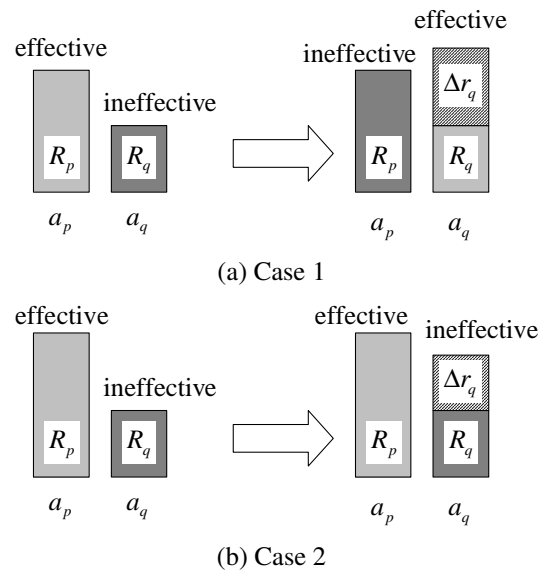 effective
effective
ineffective
ineffective
Δr_q
R_p R_q R_p R_q
a_p a_q a_p a_q
(a) Case 1
effective effective
ineffective
ineffective
Δr_q
R_p R_q R_p R_q
a_p a_q a_p a_q
(b) Case 2